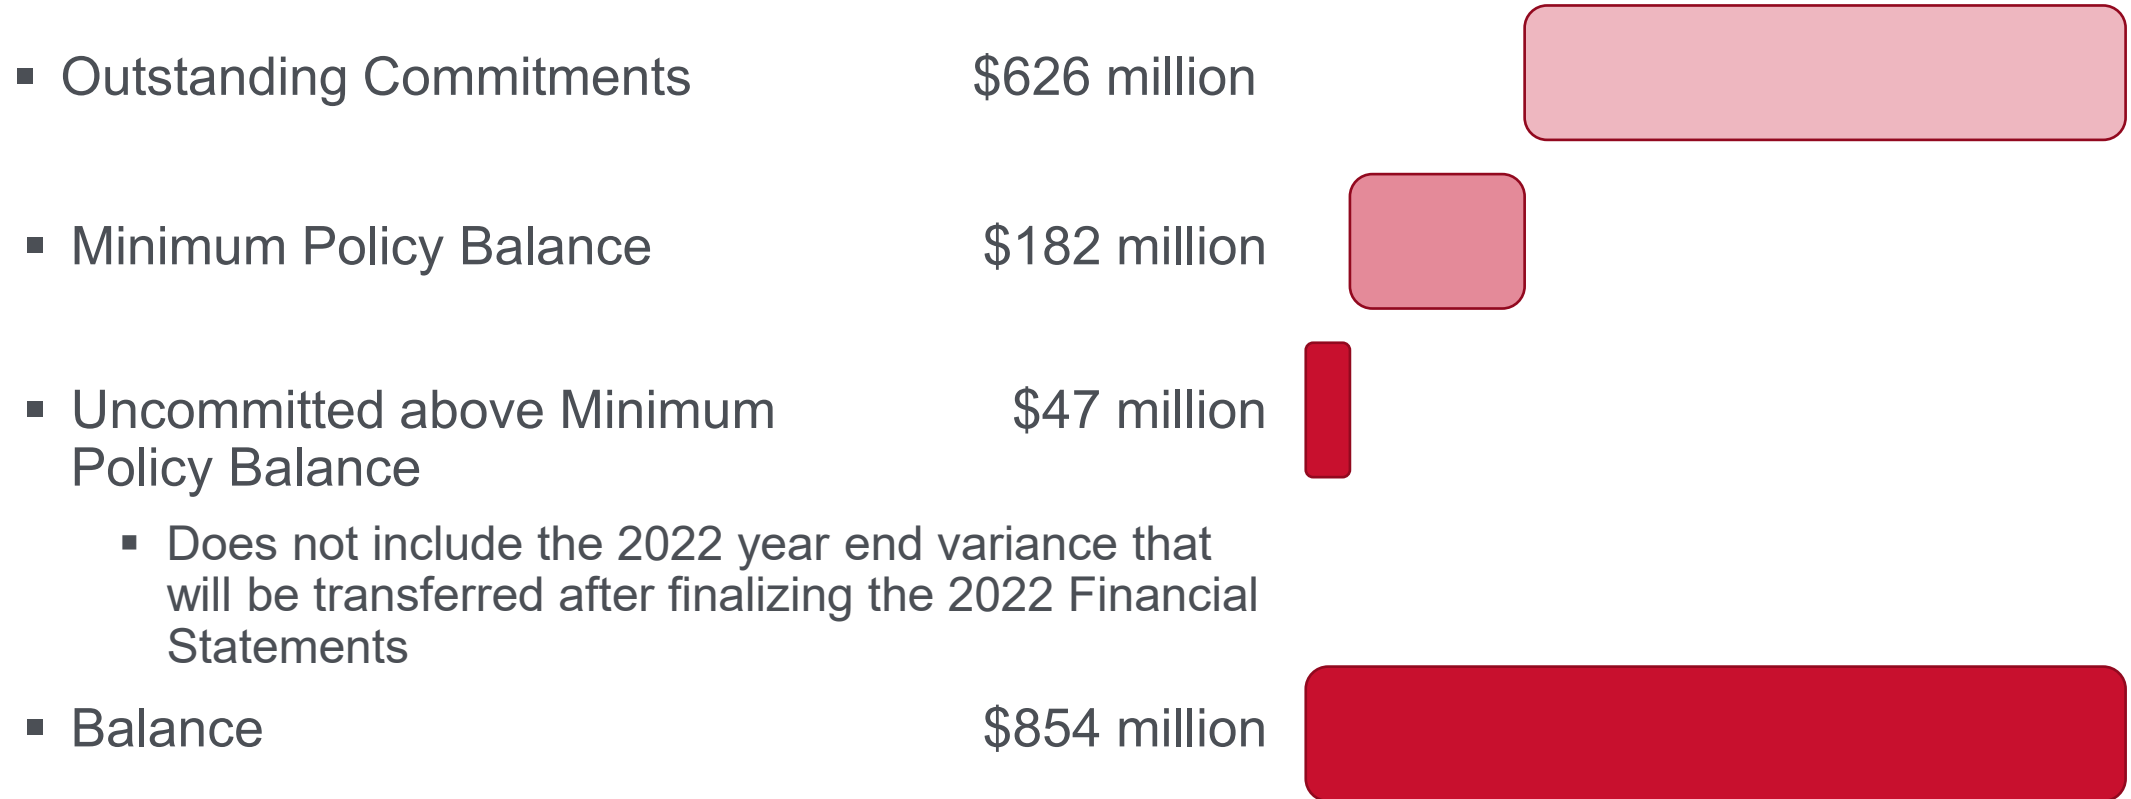 ▪ Outstanding Commitments $626 million
▪ Minimum Policy Balance $182 million
▪ Uncommitted above Minimum $47 million
Policy Balance
▪ Does not include the 2022 year end variance that
will be transferred after finalizing the 2022 Financial
Statements
▪ Balance $854 million